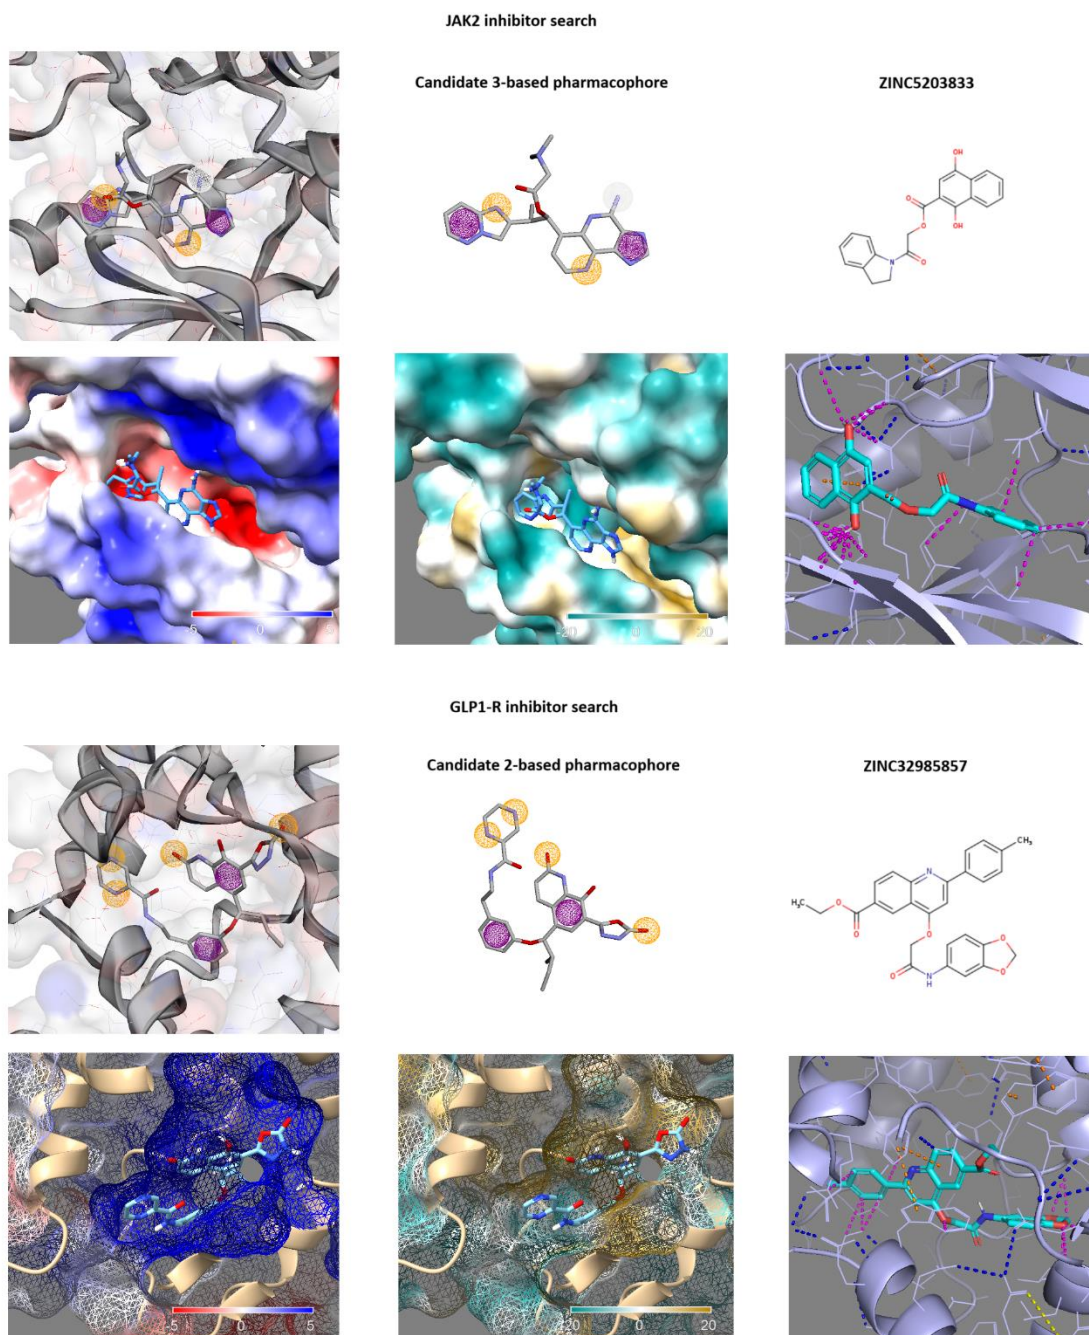 JAK2 inhibitor search
Candidate 3-based pharmacophore
ZINC5203833
OH
O
O
OH
N
O
-5 0 5
-20 0 20
GLP1-R inhibitor search
Candidate 2-based pharmacophore
ZINC32985857
CH3
N
H3C
O
O
O
O
O
O
N
H
-5 0 5
-20 0 20